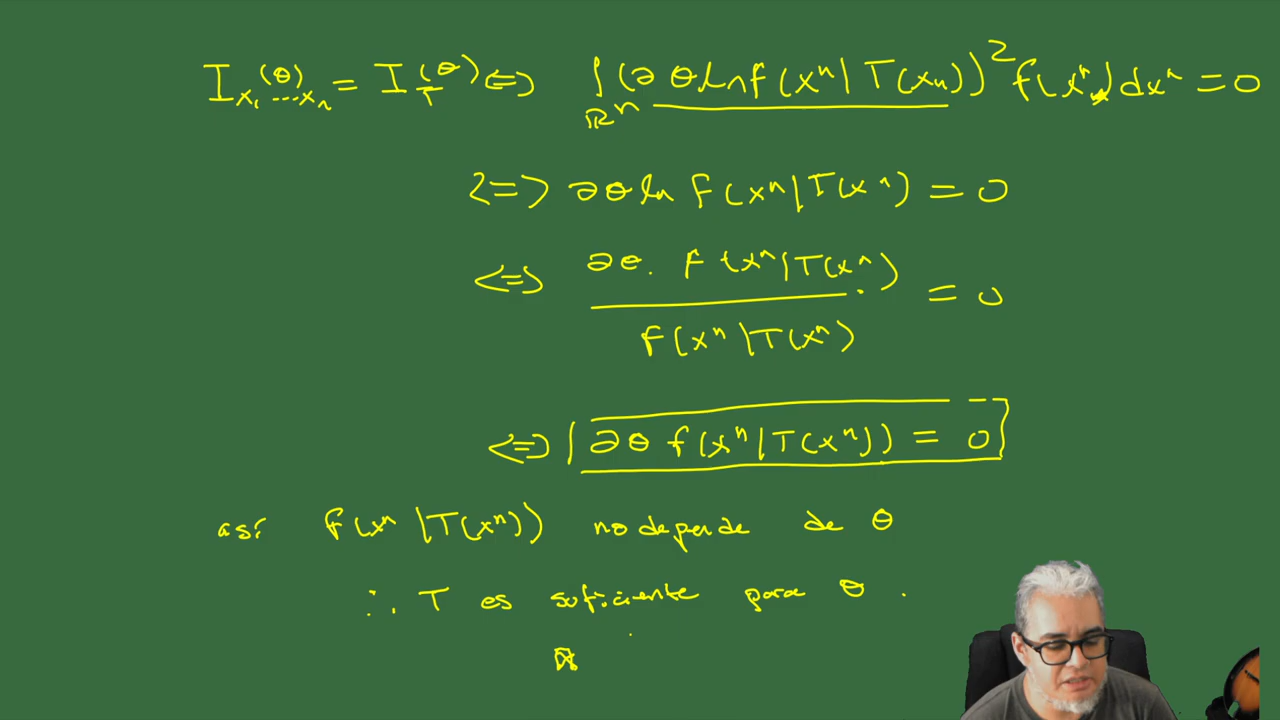 I_{X_1 ... X_n}(θ) = I_T(θ) <=> ∫_{ℝ^n} (∂θ ln f(x^n | T(x_n)))^2 f(x^n) dx^n = 0
<=> ∂θ ln f(x^n | T(x^n)) = 0
<=> ∂θ. f(x^n | T(x^n)) / f(x^n | T(x^n)) = 0
<=> ∂θ f(x^n | T(x^n)) = 0
así f(x^n | T(x^n)) no depende de θ
∴ T es suficiente para θ.